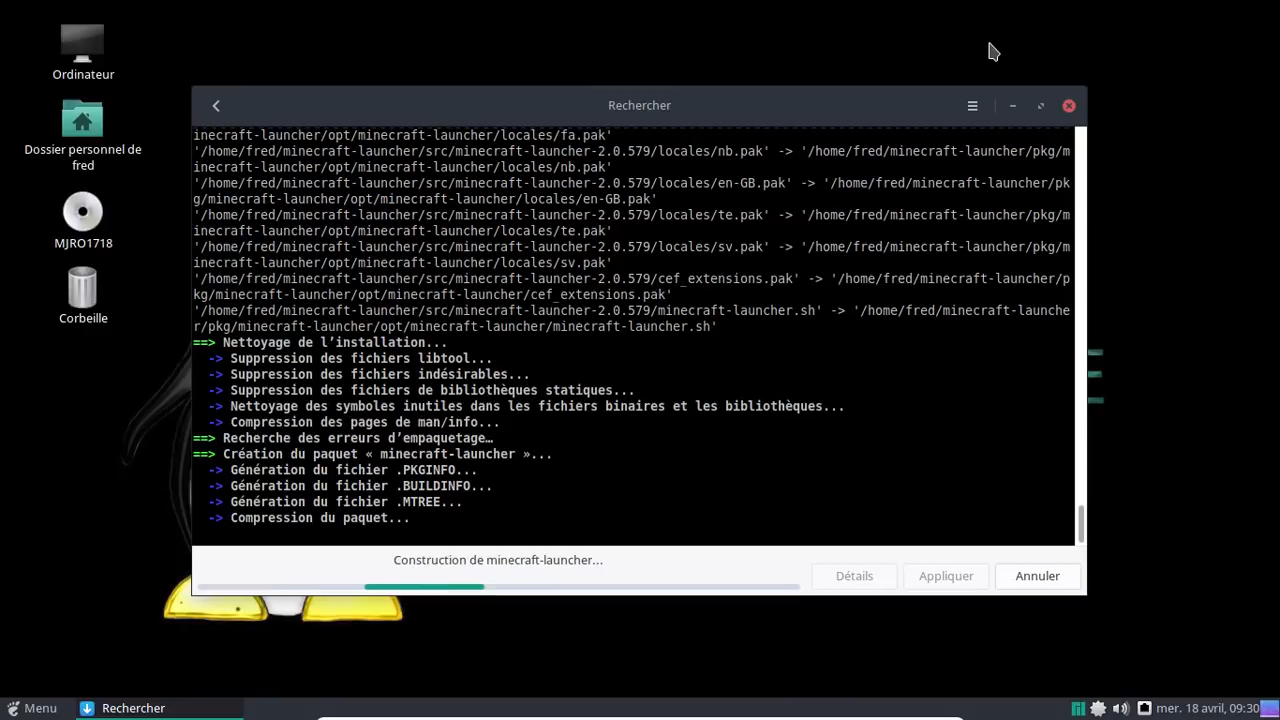 Ordinateur
Dossier personnel de
fred
MJRO1718
Corbeille
Rechercher
inecraft-launcher/opt/minecraft-launcher/locales/fa.pak'
'/home/fred/minecraft-launcher/src/minecraft-launcher-2.0.579/locales/nb.pak' -> '/home/fred/minecraft-launcher/pkg/m
inecraft-launcher/opt/minecraft-launcher/locales/nb.pak'
'/home/fred/minecraft-launcher/src/minecraft-launcher-2.0.579/locales/en-GB.pak' -> '/home/fred/minecraft-launcher/pk
g/minecraft-launcher/opt/minecraft-launcher/locales/en-GB.pak'
'/home/fred/minecraft-launcher/src/minecraft-launcher-2.0.579/locales/te.pak' -> '/home/fred/minecraft-launcher/pkg/m
inecraft-launcher/opt/minecraft-launcher/locales/te.pak'
'/home/fred/minecraft-launcher/src/minecraft-launcher-2.0.579/locales/sv.pak' -> '/home/fred/minecraft-launcher/pkg/m
inecraft-launcher/opt/minecraft-launcher/locales/sv.pak'
'/home/fred/minecraft-launcher/src/minecraft-launcher-2.0.579/cef_extensions.pak' -> '/home/fred/minecraft-launcher/p
kg/minecraft-launcher/opt/minecraft-launcher/cef_extensions.pak'
'/home/fred/minecraft-launcher/src/minecraft-launcher-2.0.579/minecraft-launcher.sh' -> '/home/fred/minecraft-launche
r/pkg/minecraft-launcher/opt/minecraft-launcher/minecraft-launcher.sh'
==> Nettoyage de l’installation...
-> Suppression des fichiers libtool...
-> Suppression des fichiers indésirables...
-> Suppression des fichiers de bibliothèques statiques...
-> Nettoyage des symboles inutiles dans les fichiers binaires et les bibliothèques...
-> Compression des pages de man/info...
==> Recherche des erreurs d’empaquetage…
==> Création du paquet « minecraft-launcher »...
-> Génération du fichier .PKGINFO...
-> Génération du fichier .BUILDINFO...
-> Génération du fichier .MTREE...
-> Compression du paquet...
Construction de minecraft-launcher...
Détails
Appliquer
Annuler
Menu
Rechercher
mer. 18 avril, 09:30